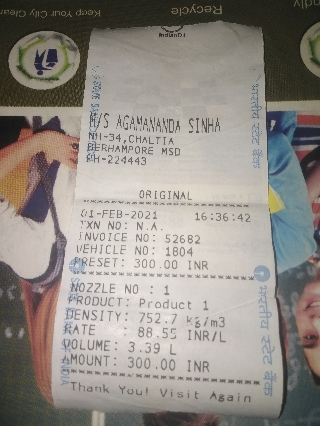 Keep Your City Clean
Recycle
M/S AGAMANANDA SINHA
NH-34,CHALTIA
BERHAMPORE MSD
PH-224443
ORIGINAL
01-FEB-2021 16:36:42
TXN NO: N.A.
INVOICE NO: 52682
VEHICLE NO: 1804
PRESET: 300.00 INR
NOZZLE NO : 1
PRODUCT: Product 1
DENSITY: 752.7 kg/m3
RATE : 88.55 INR/L
VOLUME: 3.39 L
AMOUNT: 300.00 INR
Thank You! Visit Again
भारतीय स्टेट बैंक
भारतीय स्टेट बैंक